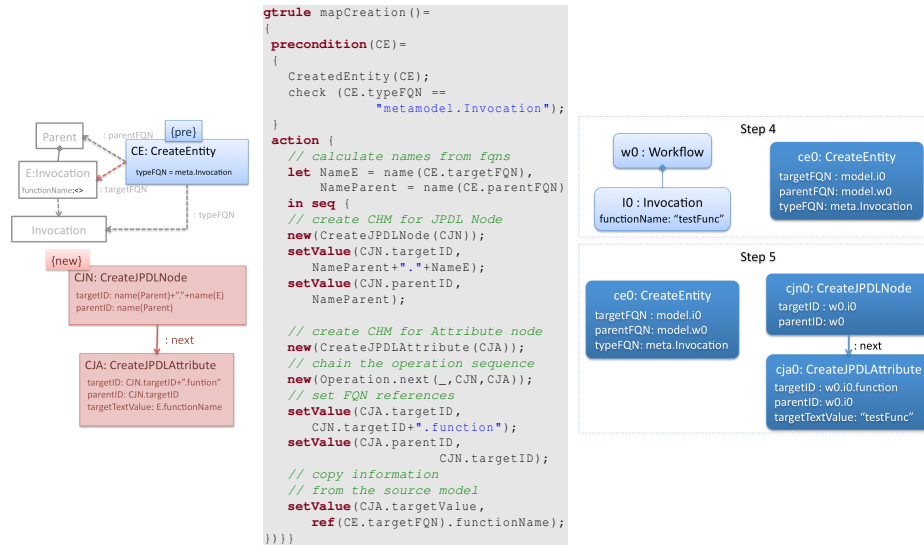 {pre}
Parent
: parentFQN
CE: CreateEntity
typeFQN = meta.Invocation
E:Invocation
functionName:<>
: targetFQN
: typeFQN
Invocation
{new}
CJN: CreateJPDLNode
targetID: name(Parent)+"."+name(E)
parentID: name(Parent)
: next
CJA: CreateJPDLAttribute
targetID: CJN.targetID+".funtion"
parentID: CJN.targetID
targetTextValue: E.functionName
gtrule mapCreation()=
{
precondition(CE)=
{
CreatedEntity(CE);
check (CE.typeFQN ==
"metamodel.Invocation");
}
action {
// calculate names from fqns
let NameE = name(CE.targetFQN),
NameParent = name(CE.parentFQN)
in seq {
// create CHM for JPDL Node
new(CreateJPDLNode(CJN));
setValue(CJN.targetID,
NameParent+"."+NameE);
setValue(CJN.parentID,
NameParent);
// create CHM for Attribute node
new(CreateJPDLAttribute(CJA));
// chain the operation sequence
new(Operation.next(_,CJN,CJA));
// set FQN references
setValue(CJA.targetID,
CJN.targetID+".function");
setValue(CJA.parentID,
CJN.targetID);
// copy information
// from the source model
setValue(CJA.targetValue,
ref(CE.targetFQN).functionName);
})}}
Step 4
w0 : Workflow
I0 : Invocation
functionName: "testFunc"
ce0: CreateEntity
targetFQN : model.i0
parentFQN: model.w0
typeFQN: meta.Invocation
Step 5
ce0: CreateEntity
targetFQN : model.i0
parentFQN: model.w0
typeFQN: meta.Invocation
cjn0: CreateJPDLNode
targetID : w0.i0
parentID: w0
: next
cja0: CreateJPDLAttribute
targetID : w0.i0.function
parentID: w0.i0
targetTextValue: "testFunc"